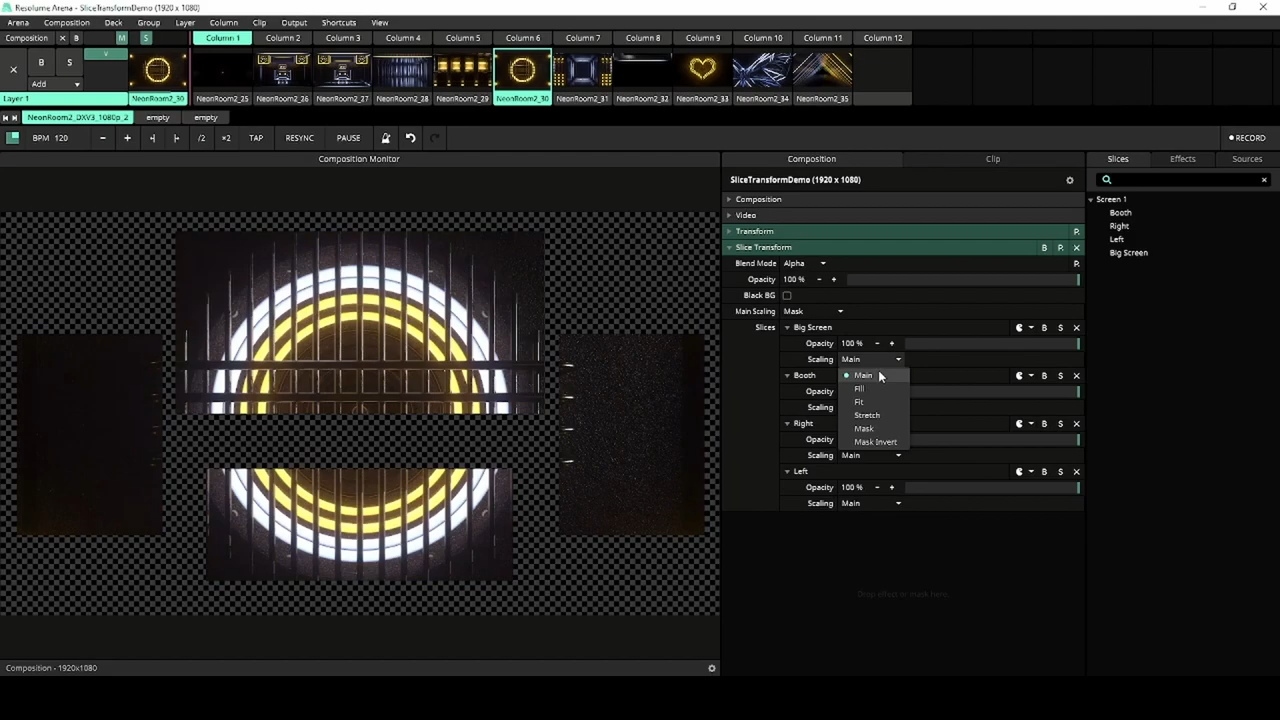 Resolume Arena - SliceTransformDemo (1920 x 1080)
Arena Composition Deck Group Layer Column Clip Output Shortcuts View
Composition X B M S Column 1 Column 2 Column 3 Column 4 Column 5 Column 6 Column 7 Column 8 Column 9 Column 10 Column 11 Column 12
B S V
Add
Layer 1 NeonRoom2_30 NeonRoom2_25 NeonRoom2_26 NeonRoom2_27 NeonRoom2_28 NeonRoom2_29 NeonRoom2_30 NeonRoom2_31 NeonRoom2_32 NeonRoom2_33 NeonRoom2_34 NeonRoom2_35
NeonRoom2_DXV3_1080p_2 empty empty
BPM 120 - + /2 *2 TAP RESYNC PAUSE RECORD
Composition Monitor
Composition Clip
Slices Effects Sources
SliceTransformDemo (1920 x 1080)
Composition
Video
Transform P.
Slice Transform B P. X
Blend Mode Alpha P.
Opacity 100 % - +
Black BG
Main Scaling Mask
Slices Big Screen B S X
Opacity 100 % - +
Scaling Main
Booth B S X
Opacity
Scaling
Main
Fill
Fit
Stretch
Mask
Mask Invert
Right B S X
Opacity
Scaling Main
Left B S X
Opacity 100 % - +
Scaling Main
Drop effect or mask here.
Screen 1
Booth
Right
Left
Big Screen
Composition - 1920x1080